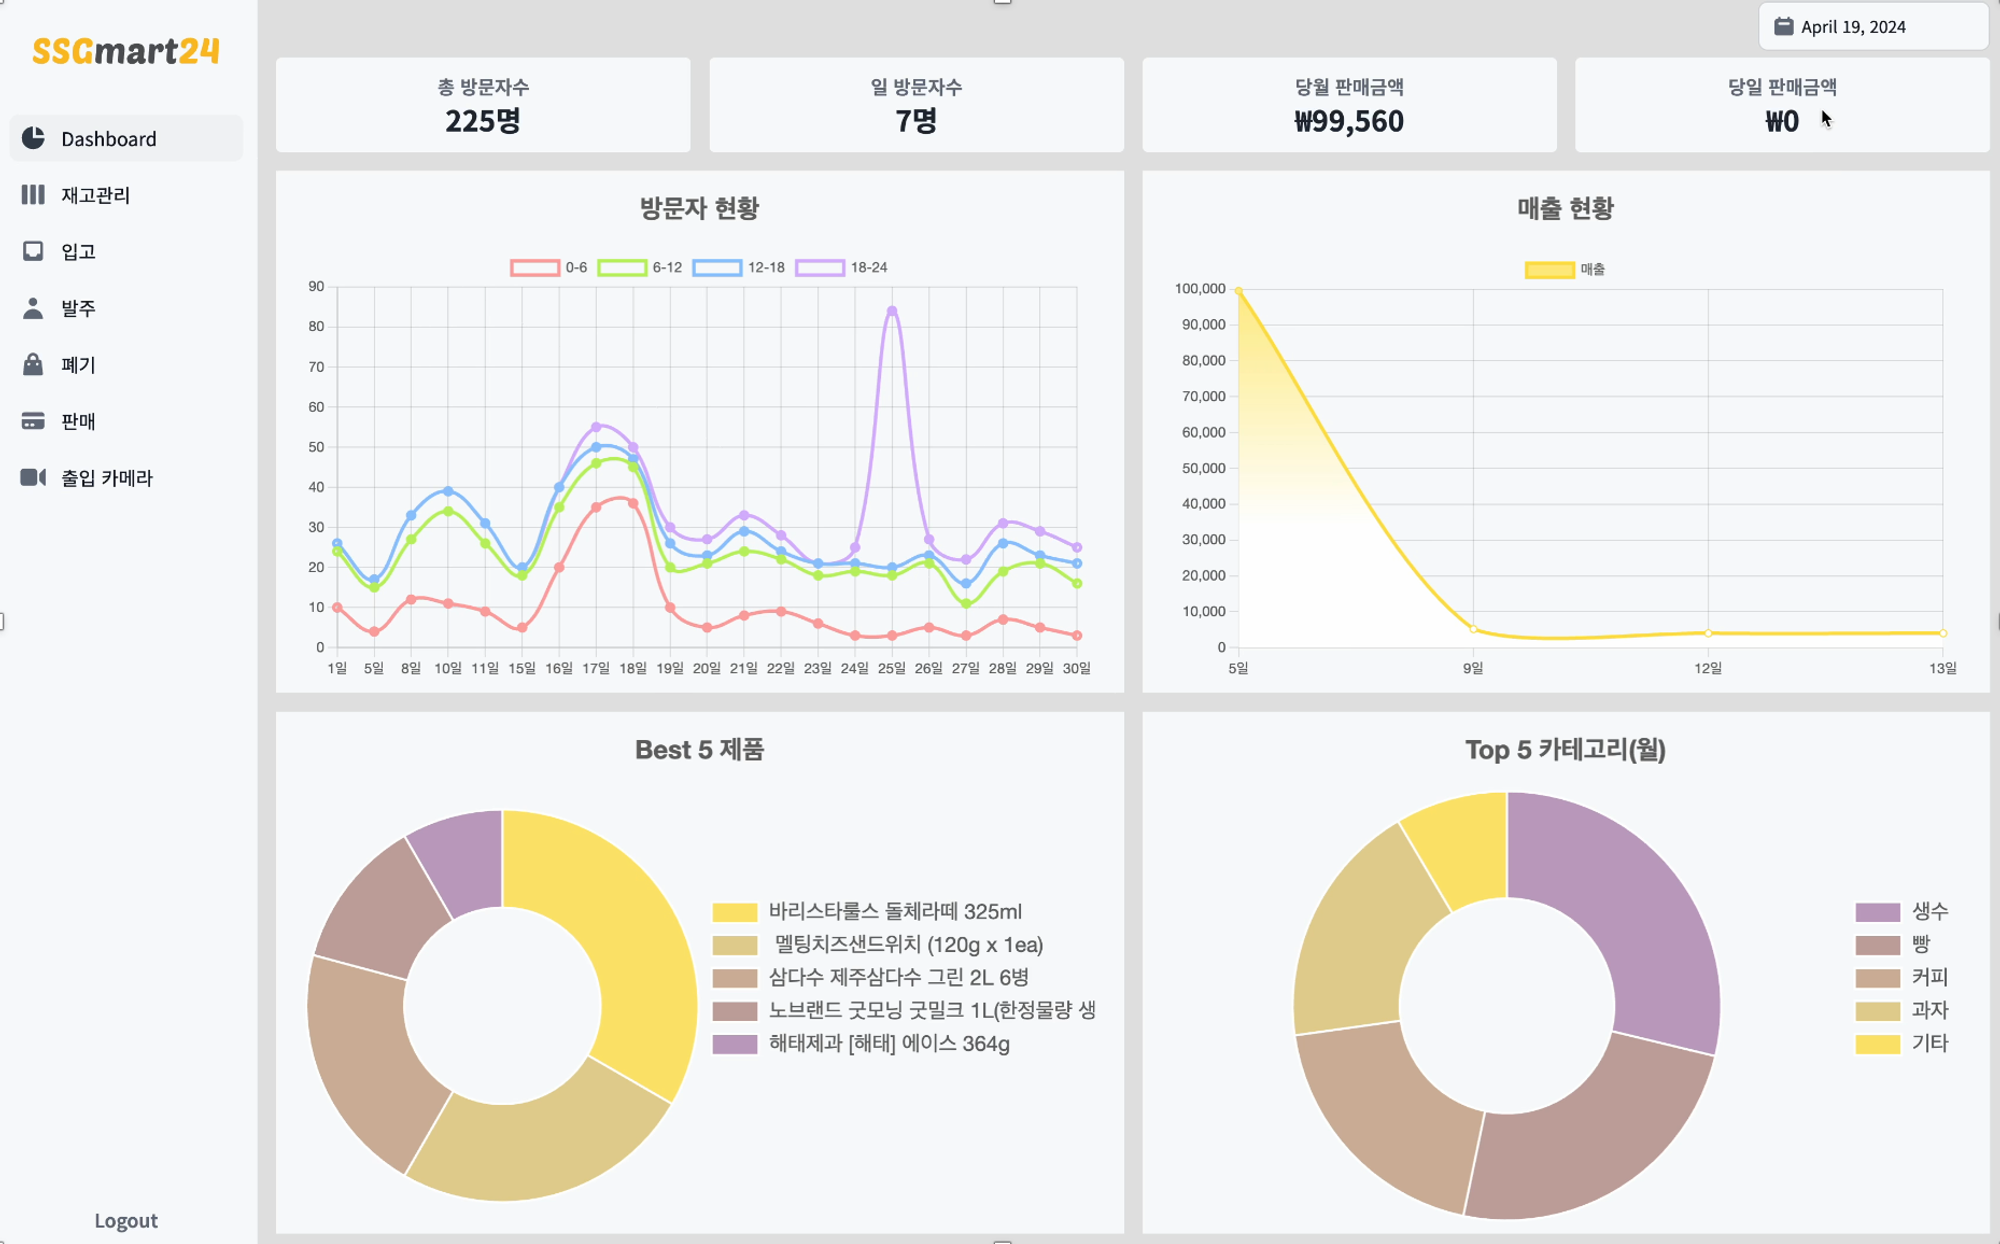 SSGmart24
April 19, 2024
Dashboard
재고관리
입고
발주
폐기
판매
출입 카메라
Logout
총 방문자수
225명
일 방문자수
7명
당월 판매금액
₩99,560
당일 판매금액
₩0
방문자 현황
0-6 6-12 12-18 18-24
90
80
70
60
50
40
30
20
10
0
1일 5일 8일 10일 11일 15일 16일 17일 18일 19일 20일 21일 22일 23일 24일 25일 26일 27일 28일 29일 30일
매출 현황
매출
100,000
90,000
80,000
70,000
60,000
50,000
40,000
30,000
20,000
10,000
0
5일 9일 12일 13일
Best 5 제품
바리스타룰스 돌체라떼 325ml
멜팅치즈샌드위치 (120g x 1ea)
삼다수 제주삼다수 그린 2L 6병
노브랜드 굿모닝 굿밀크 1L(한정물량 생
해태제과 [해태] 에이스 364g
Top 5 카테고리(월)
생수
빵
커피
과자
기타